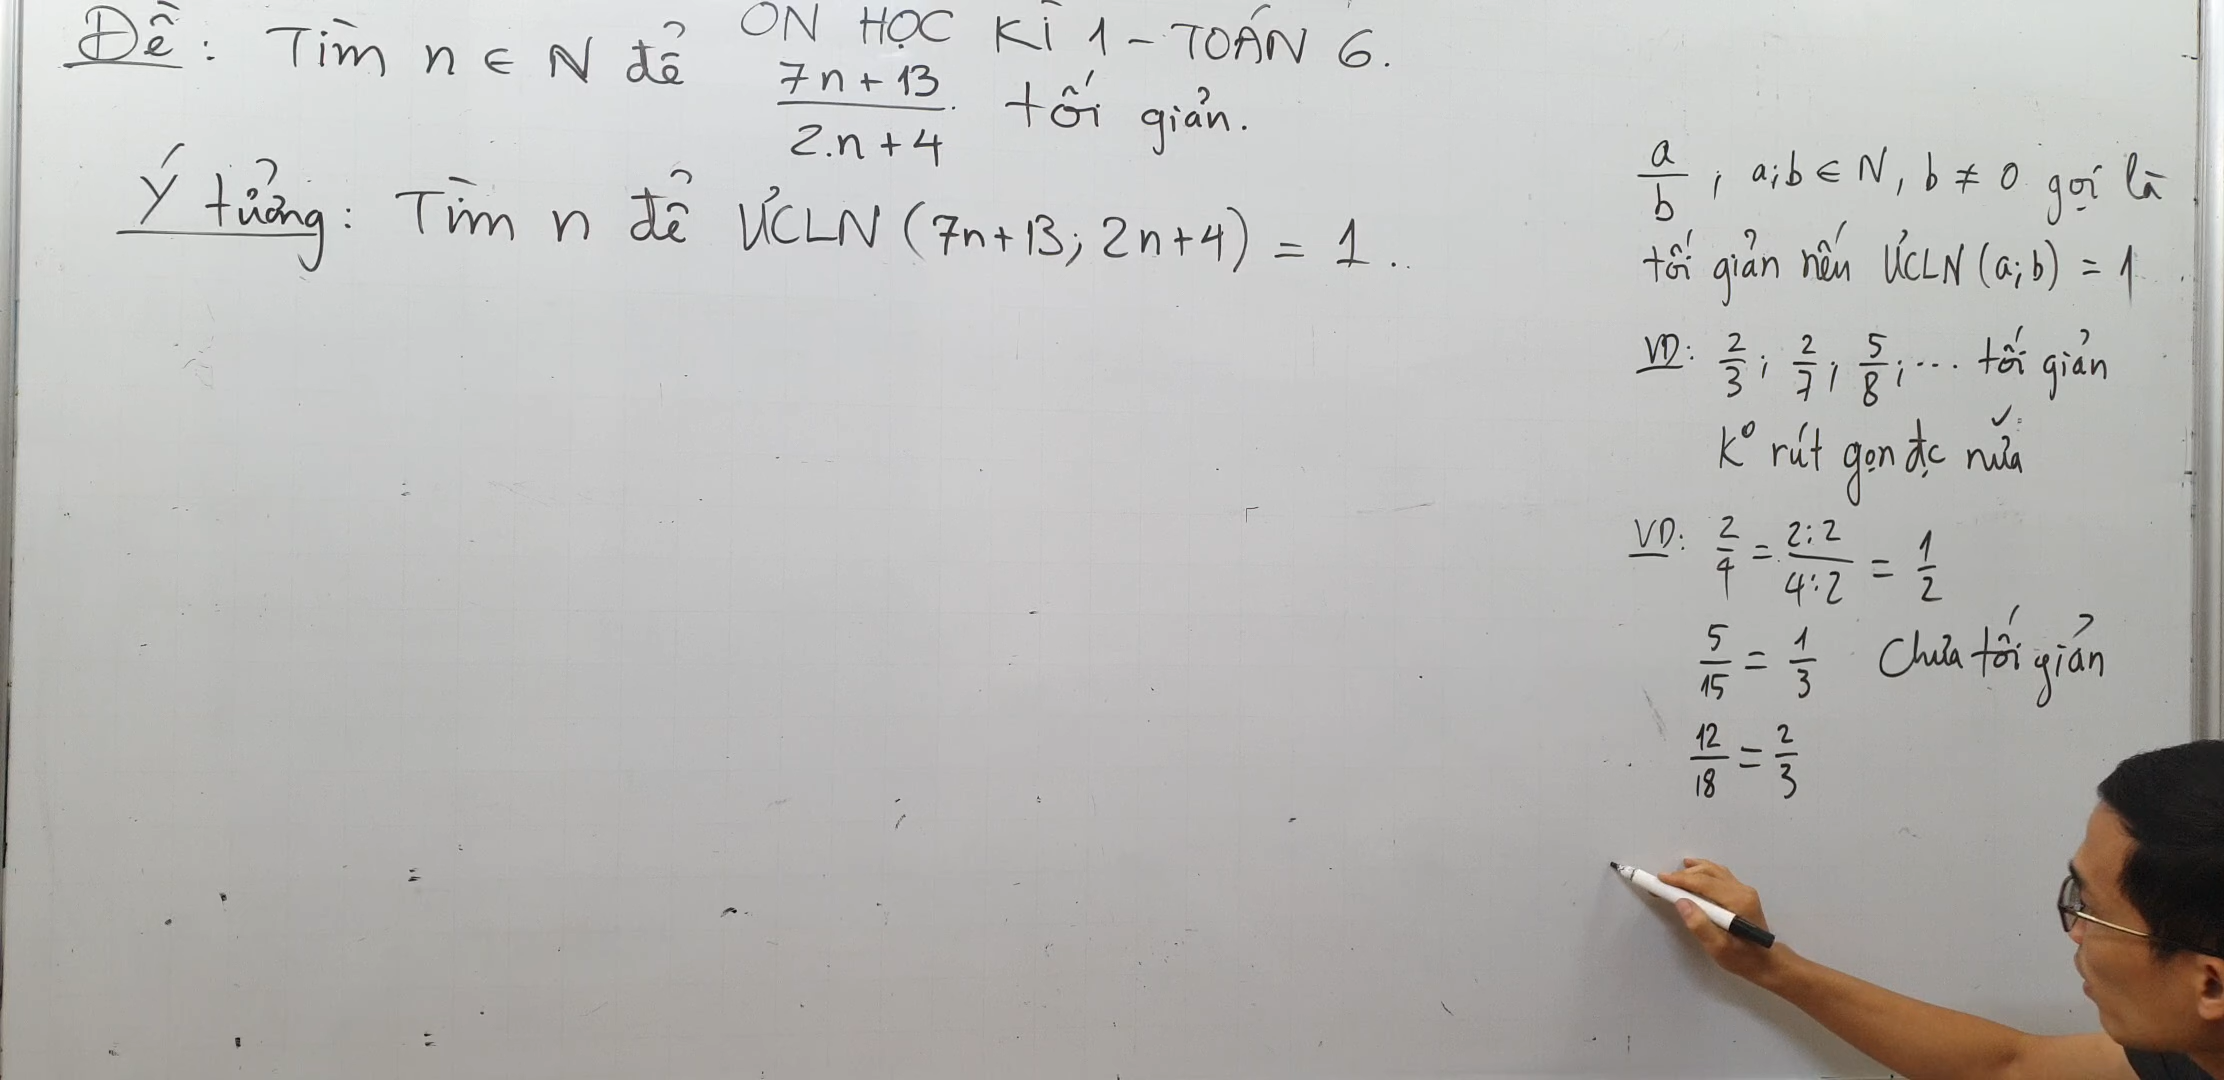 ÔN HỌC KÌ 1 - TOÁN 6.
Đề: Tìm n ∈ N để (7n+13)/(2.n+4) tối giản.
Ý tưởng: Tìm n để ƯCLN (7n+13; 2n+4) = 1.
a/b ; a;b ∈ N, b ≠ 0 gọi là
tối giản nếu ƯCLN (a;b) = 1
VD: 2/3 ; 2/7 ; 5/8 ; ... tối giản
K° rút gọn đc nữa
VD: 2/4 = (2:2)/(4:2) = 1/2
5/15 = 1/3 Chưa tối giản
12/18 = 2/3